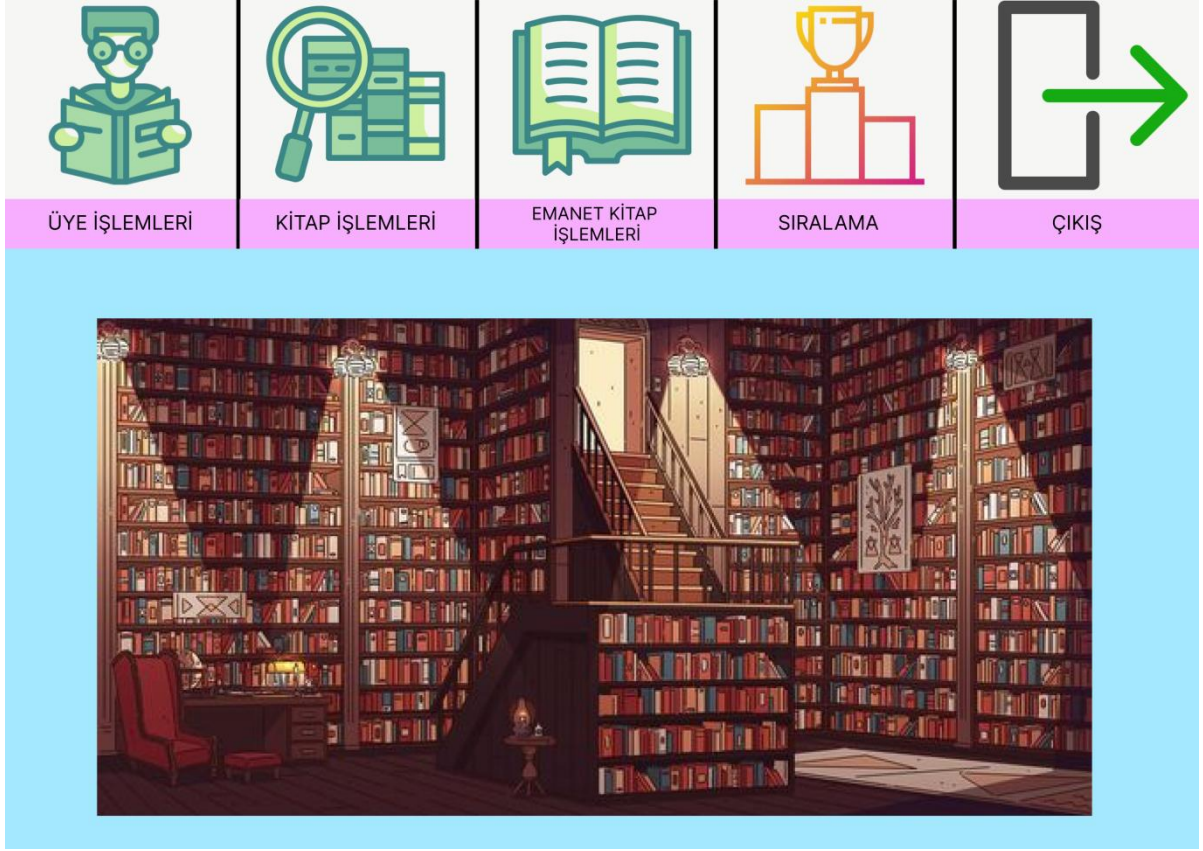 ÜYE İŞLEMLERİ
KİTAP İŞLEMLERİ
EMANET KİTAP
İŞLEMLERİ
SIRALAMA
ÇIKIŞ